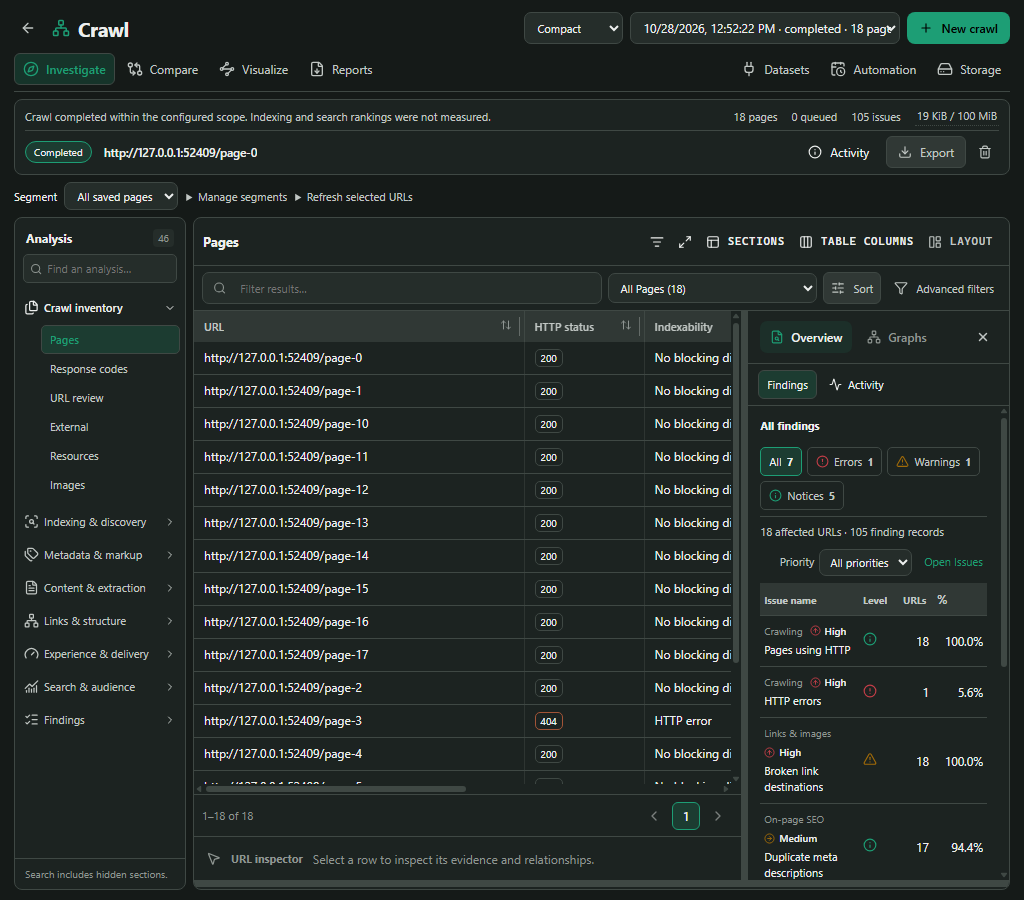 Crawl
Compact
10/28/2026, 12:52:22 PM · completed · 18 pag
New crawl
Investigate
Compare
Visualize
Reports
Datasets
Automation
Storage
Crawl completed within the configured scope. Indexing and search rankings were not measured.
18 pages
0 queued
105 issues
19 KiB / 100 MiB
Completed
http://127.0.0.1:52409/page-0
Activity
Export
Segment
All saved pages
Manage segments
Refresh selected URLs
Analysis
46
Find an analysis...
Crawl inventory
Pages
Response codes
URL review
External
Resources
Images
Indexing & discovery
Metadata & markup
Content & extraction
Links & structure
Experience & delivery
Search & audience
Findings
Search includes hidden sections.
Pages
SECTIONS
TABLE COLUMNS
LAYOUT
Filter results...
All Pages (18)
Sort
Advanced filters
URL HTTP status Indexability
http://127.0.0.1:52409/page-0 200 No blocking di
http://127.0.0.1:52409/page-1 200 No blocking di
http://127.0.0.1:52409/page-10 200 No blocking di
http://127.0.0.1:52409/page-11 200 No blocking di
http://127.0.0.1:52409/page-12 200 No blocking di
http://127.0.0.1:52409/page-13 200 No blocking di
http://127.0.0.1:52409/page-14 200 No blocking di
http://127.0.0.1:52409/page-15 200 No blocking di
http://127.0.0.1:52409/page-16 200 No blocking di
http://127.0.0.1:52409/page-17 200 No blocking di
http://127.0.0.1:52409/page-2 200 No blocking di
http://127.0.0.1:52409/page-3 404 HTTP error
http://127.0.0.1:52409/page-4 200 No blocking di
1–18 of 18
1
URL inspector
Select a row to inspect its evidence and relationships.
Overview
Graphs
Findings
Activity
All findings
All 7
Errors 1
Warnings 1
Notices 5
18 affected URLs · 105 finding records
Priority
All priorities
Open Issues
Issue name Level URLs %
Crawling High
Pages using HTTP 18 100.0%
Crawling High
HTTP errors 1 5.6%
Links & images
High
Broken link
destinations
18 100.0%
On-page SEO
Medium
Duplicate meta
descriptions
17 94.4%